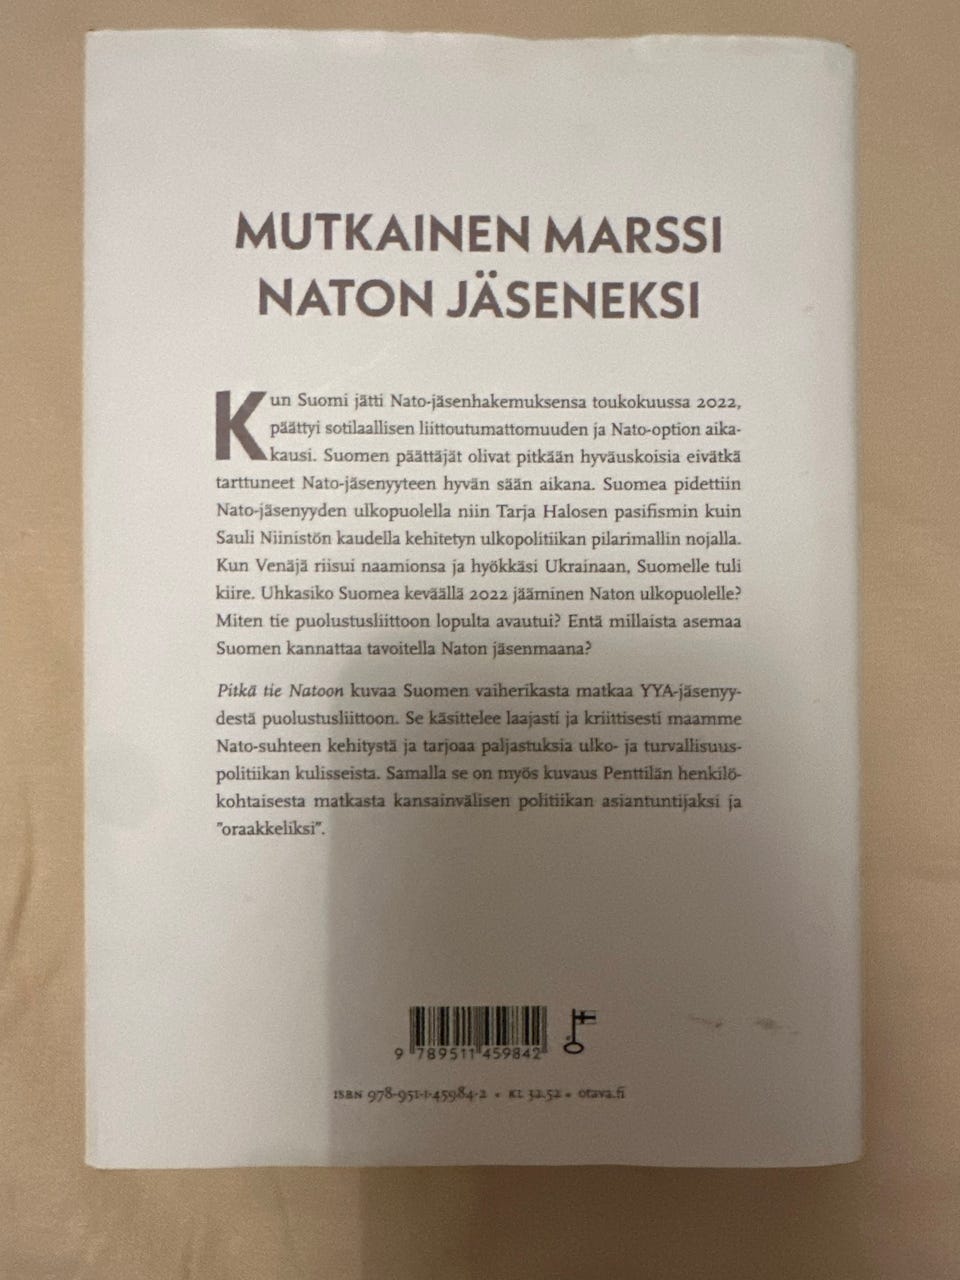 MUTKAINEN MARSSI
NATON JÄSENEKSI
Kun Suomi jätti Nato-jäsenhakemuksensa toukokuussa 2022,
päättyi sotilaallisen liittoutumattomuuden ja Nato-option aika-
kausi. Suomen päättäjät olivat pitkään hyväuskoisia eivätkä
tarttuneet Nato-jäsenyyteen hyvän sään aikana. Suomea pidettiin
Nato-jäsenyyden ulkopuolella niin Tarja Halosen pasifismin kuin
Sauli Niinistön kaudella kehitetyn ulkopolitiikan pilarimallin nojalla.
Kun Venäjä riisui naamionsa ja hyökkäsi Ukrainaan, Suomelle tuli
kiire. Uhkasiko Suomea keväällä 2022 jääminen Naton ulkopuolelle?
Miten tie puolustusliittoon lopulta avautui? Entä millaista asemaa
Suomen kannattaa tavoitella Naton jäsenmaana?
Pitkä tie Natoon kuvaa Suomen vaiherikasta matkaa YYA-jäsenyy-
destä puolustusliittoon. Se käsittelee laajasti ja kriittisesti maamme
Nato-suhteen kehitystä ja tarjoaa paljastuksia ulko- ja turvallisuus-
politiikan kulisseista. Samalla se on myös kuvaus Penttilän henkilö-
kohtaisesta matkasta kansainvälisen politiikan asiantuntijaksi ja
"oraakkeliksi".
9 789511 459842
ISBN 978-951-1-45984-2 • KL 32.52 • otava.fi